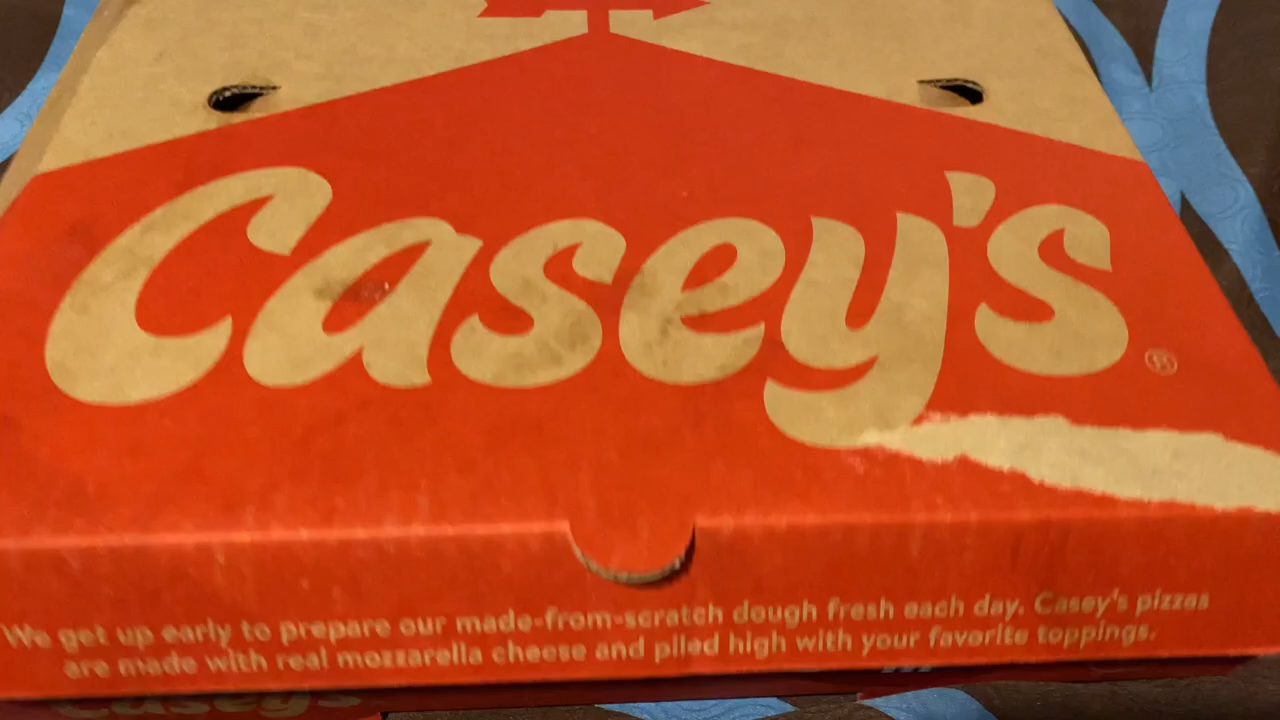 Casey's®
We get up early to prepare our made-from-scratch dough fresh each day. Casey's pizzas
are made with real mozzarella cheese and piled high with your favorite toppings.
Casey's